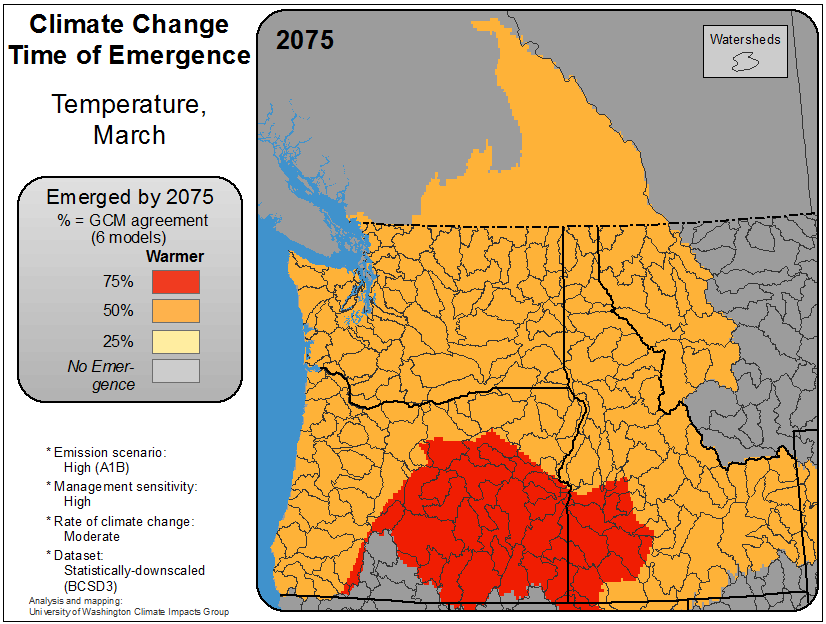 Climate Change
Time of Emergence
Temperature,
March
Emerged by 2075
% = GCM agreement
(6 models)
Warmer
75%
50%
25%
No Emer-
gence
* Emission scenario:
High (A1B)
* Management sensitivity:
High
* Rate of climate change:
Moderate
* Dataset:
Statistically-downscaled
(BCSD3)
Analysis and mapping:
University of Washington Climate Impacts Group
2075
Watersheds